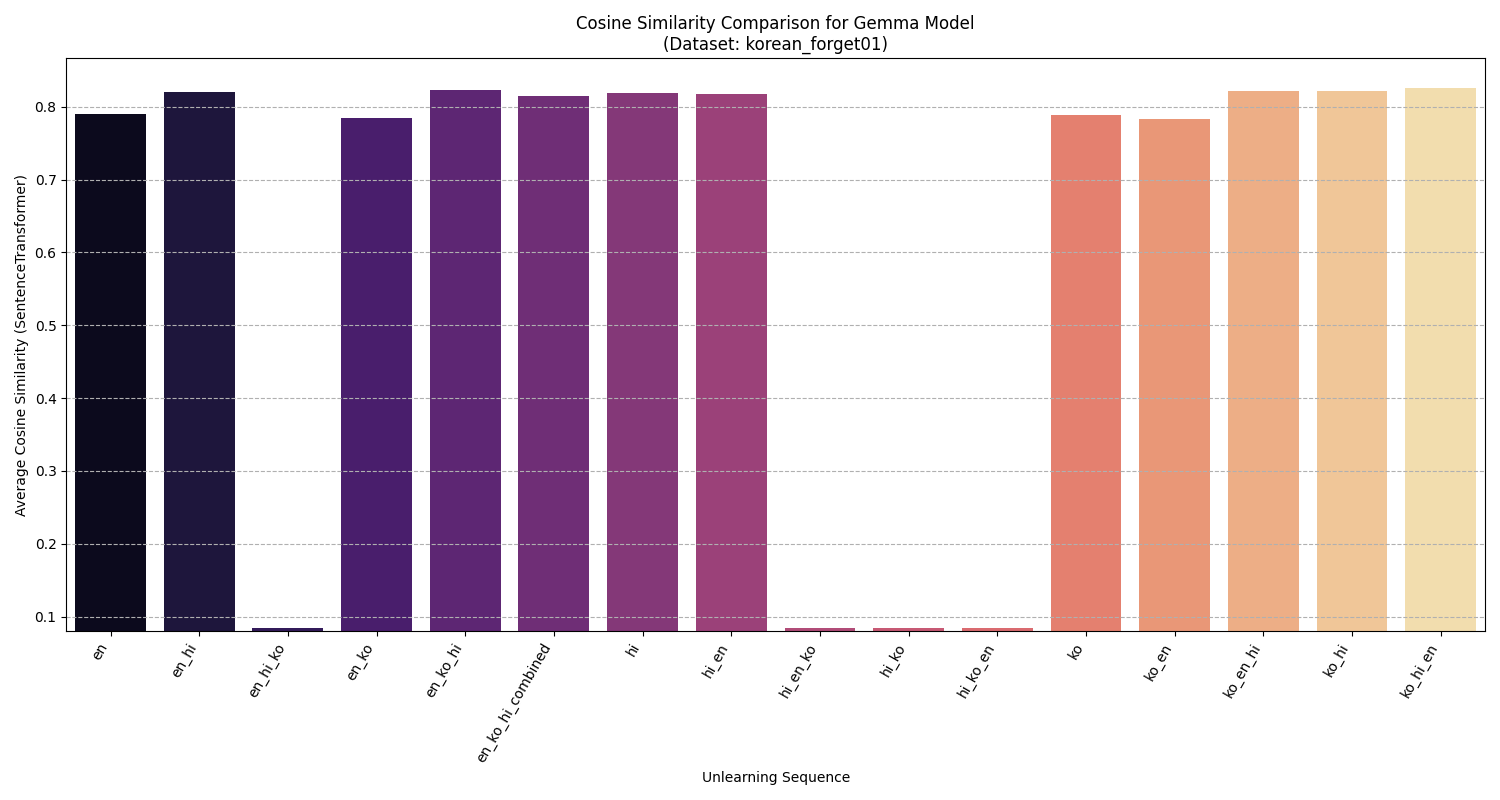 Cosine Similarity Comparison for Gemma Model
(Dataset: korean_forget01)
Average Cosine Similarity (SentenceTransformer)
0.8
0.7
0.6
0.5
0.4
0.3
0.2
0.1
en
en_hi
en_hi_ko
en_ko
en_ko_hi
en_ko_hi_combined
hi
hi_en
hi_en_ko
hi_ko
hi_ko_en
ko
ko_en
ko_en_hi
ko_hi
ko_hi_en
Unlearning Sequence